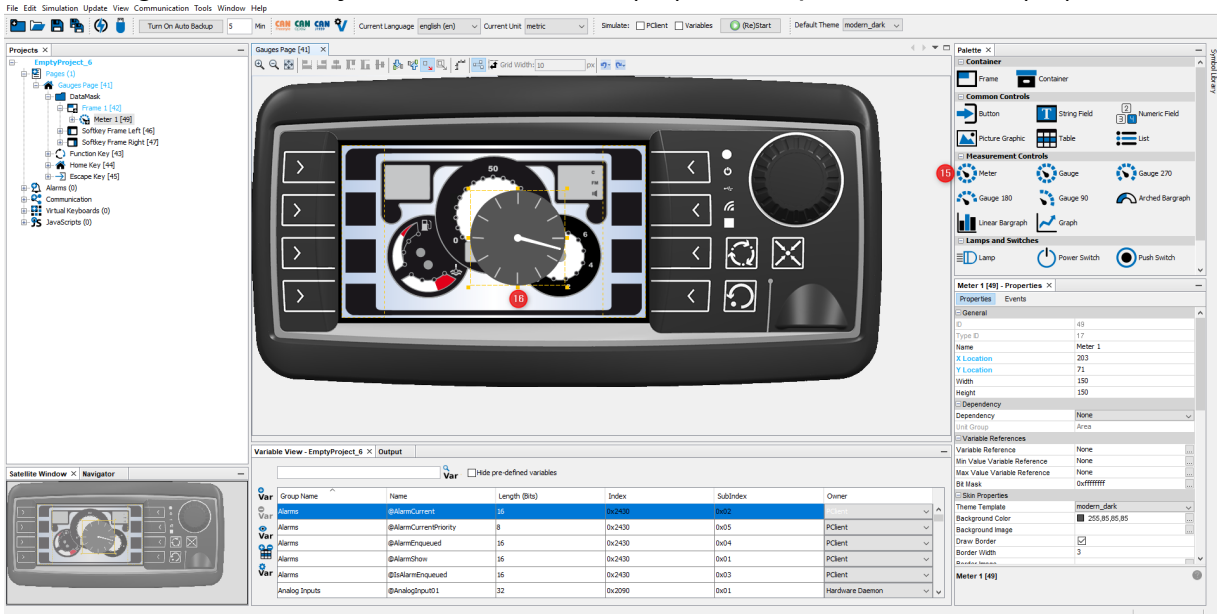 File Edit Simulation Update View Communication Tools Window Help
Turn On Auto Backup 5 Min CAN CAN CAN Current Language english (en) Current Unit metric Simulate: PClient Variables (Re)Start Default Theme modern_dark
Projects
EmptyProject_6
Pages (1)
Gauges Page [41]
DataMask
Frame 1 [42]
Meter 1 [49]
Softkey Frame Left [46]
Softkey Frame Right [47]
Function Key [43]
Home Key [44]
Escape Key [45]
Alarms (0)
Communication
Virtual Keyboards (0)
JavaScripts (0)
Satellite Window Navigator
Gauges Page [41]
Grid Width: 10 px
50
0
6
4
C
FM
16
Variable View - EmptyProject_6 Output
Var Hide pre-defined variables
Var
Var
Var
Var
Group Name Name Length (Bits) Index SubIndex Owner
Alarms @AlarmCurrent 16 0x2430 0x02 PClient
Alarms @AlarmCurrentPriority 8 0x2430 0x05 PClient
Alarms @AlarmEnqueued 16 0x2430 0x04 PClient
Alarms @AlarmShow 16 0x2430 0x01 PClient
Alarms @IsAlarmEnqueued 16 0x2430 0x03 PClient
Analog Inputs @AnalogInput01 32 0x2090 0x01 Hardware Daemon
Palette
Symbol Library
Container
Frame Container
Common Controls
Button String Field Numeric Field
Picture Graphic Table List
Measurement Controls
15 Meter Gauge Gauge 270
Gauge 180 Gauge 90 Arched Bargraph
Linear Bargraph Graph
Lamps and Switches
Lamp Power Switch Push Switch
Meter 1 [49] - Properties
Properties Events
General
ID 49
Type ID 17
Name Meter 1
X Location 203
Y Location 71
Width 150
Height 150
Dependency
Dependency None
Unit Group Area
Variable References
Variable Reference None
Min Value Variable Reference None
Max Value Variable Reference None
Bit Mask 0xffffffff
Skin Properties
Theme Template modern_dark
Background Color 255,85,85,85
Background Image
Draw Border
Border Width 3
Border Image
Meter 1 [49]